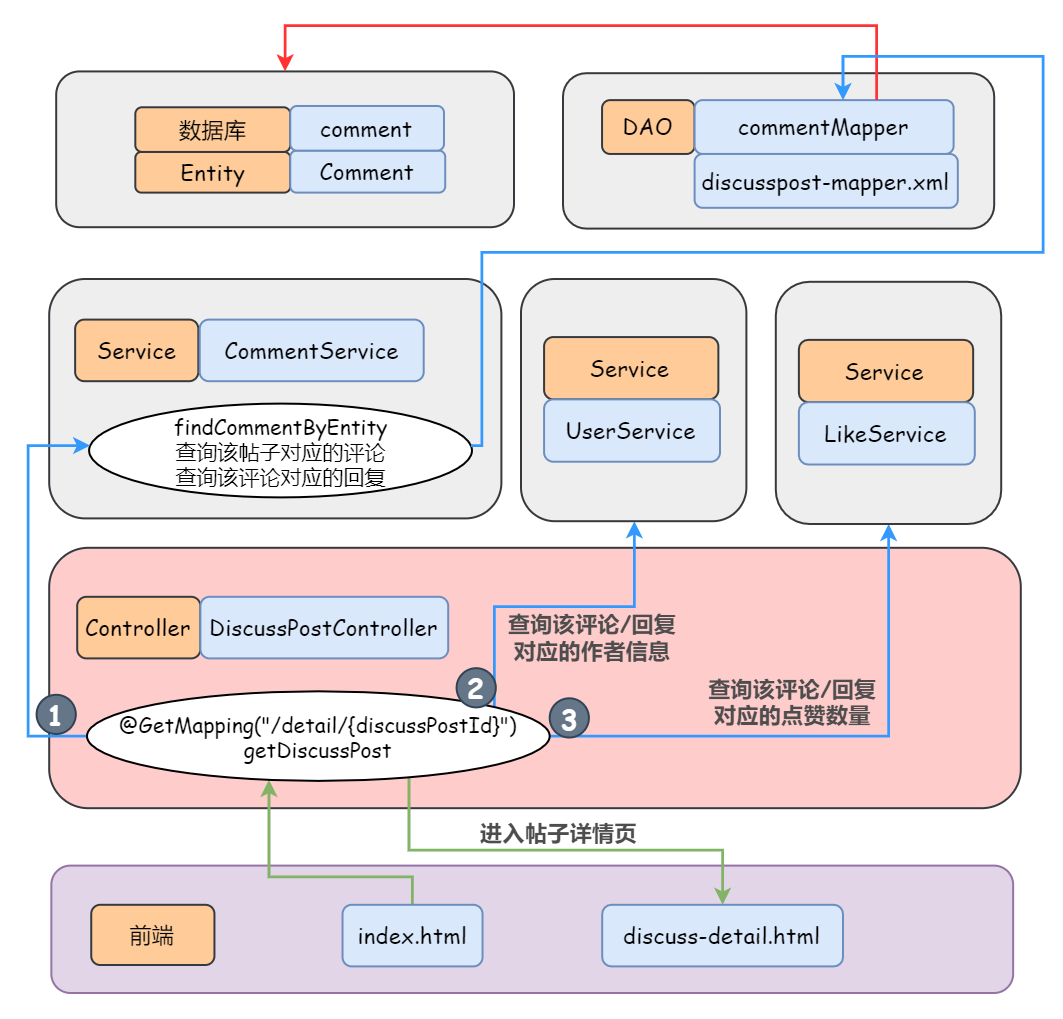 数据库
comment
Entity
Comment
DAO
commentMapper
discusspost-mapper.xml
Service
CommentService
findCommentByEntity
查询该帖子对应的评论
查询该评论对应的回复
Service
UserService
Service
LikeService
Controller
DiscussPostController
查询该评论/回复
对应的作者信息
查询该评论/回复
对应的点赞数量
1
2
3
@GetMapping("/detail/{discussPostId}")
getDiscussPost
进入帖子详情页
前端
index.html
discuss-detail.html